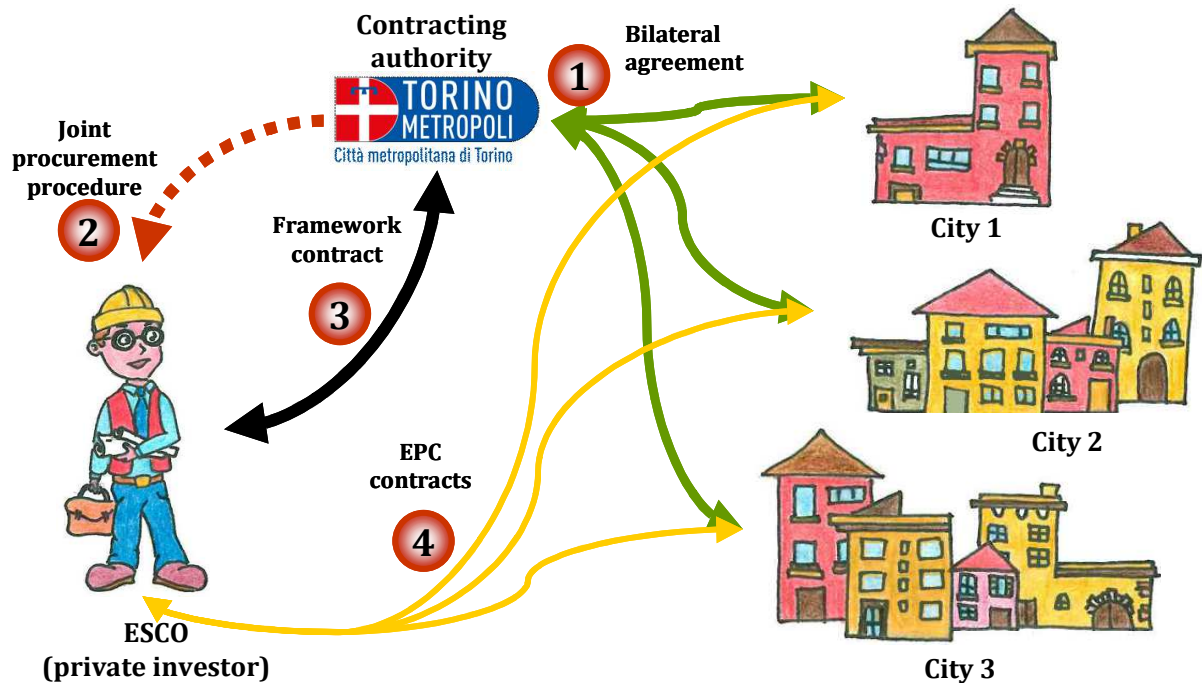 Contracting
authority
1
Bilateral
agreement
TORINO
METROPOLI
Città metropolitana di Torino
Joint
procurement
procedure
2
Framework
contract
3
City 1
City 2
EPC
contracts
4
ESCO
(private investor)
City 3